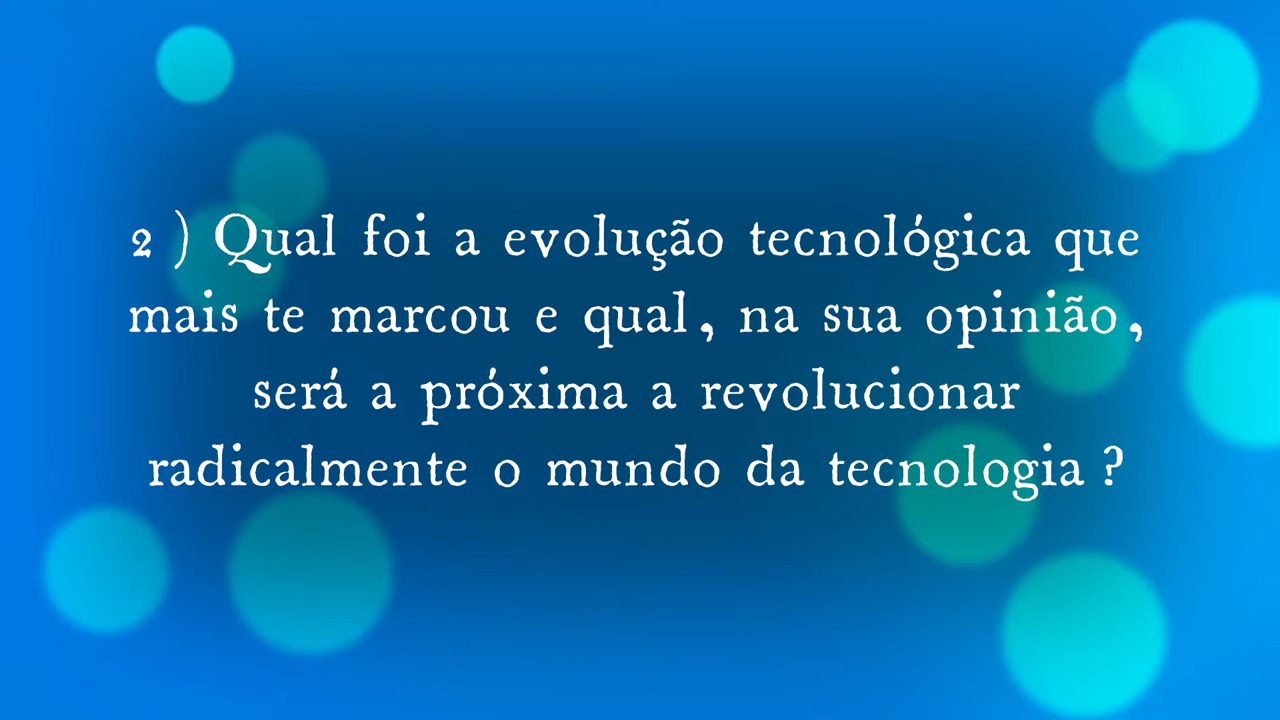 2 ) Qual foi a evolução tecnológica que
mais te marcou e qual, na sua opinião,
será a próxima a revolucionar
radicalmente o mundo da tecnologia ?